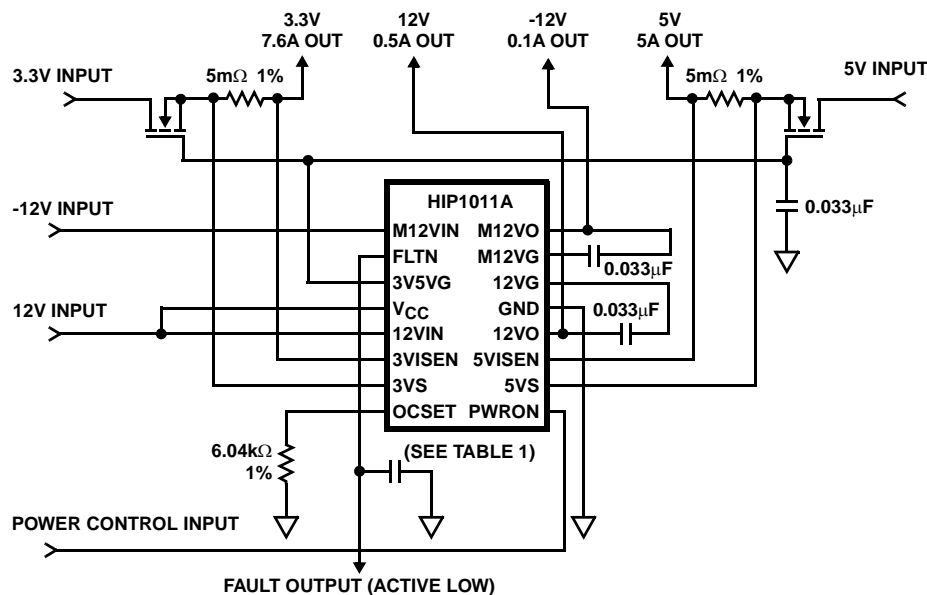 3.3V
7.6A OUT
12V
0.5A OUT
-12V
0.1A OUT
5V
5A OUT
3.3V INPUT
5mΩ 1%
5mΩ 1%
5V INPUT
HIP1011A
-12V INPUT
M12VIN
M12VO
0.033μF
FLTN
M12VG
0.033μF
3V5VG
12VG
12V INPUT
VCC
GND
0.033μF
12VIN
12VO
3VISEN
5VISEN
3VS
5VS
OCSET
PWRON
6.04kΩ
1%
(SEE TABLE 1)
POWER CONTROL INPUT
FAULT OUTPUT (ACTIVE LOW)